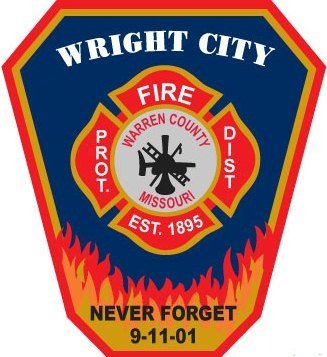 WRIGHT CITY
FIRE
PROT.
DIST
WARREN COUNTY
MISSOURI
EST. 1895
NEVER FORGET
9-11-01